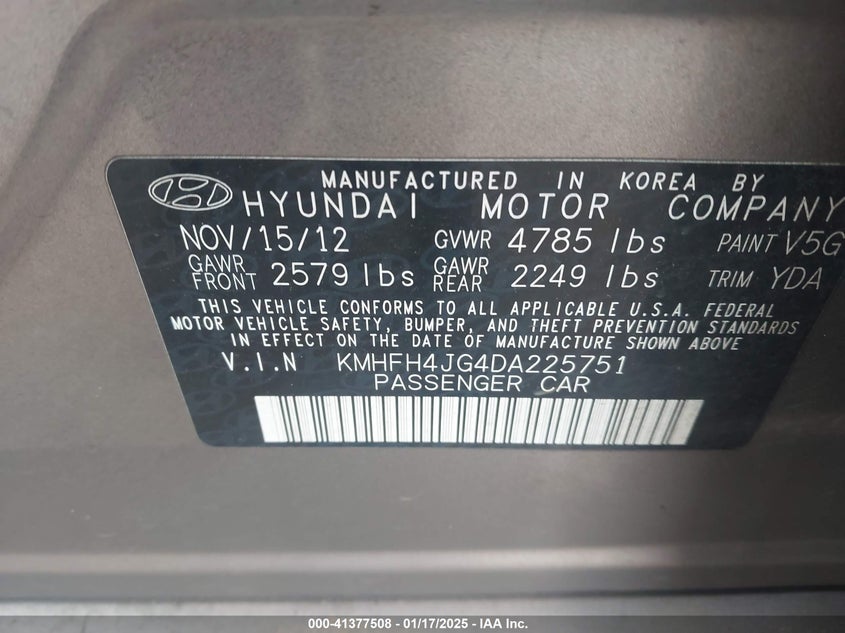 MANUFACTURED IN KOREA BY
HYUNDAI MOTOR COMPANY
NOV/15/12 GVWR 4785 lbs PAINT V5G
GAWR FRONT 2579 lbs GAWR REAR 2249 lbs TRIM YDA
THIS VEHICLE CONFORMS TO ALL APPLICABLE U.S.A. FEDERAL
MOTOR VEHICLE SAFETY, BUMPER, AND THEFT PREVENTION STANDARDS
IN EFFECT ON THE DATE OF MANUFACTURE SHOWN ABOVE
V.I.N KMHFH4JG4DA225751
PASSENGER CAR
000-41377508 - 01/17/2025 - IAA Inc.